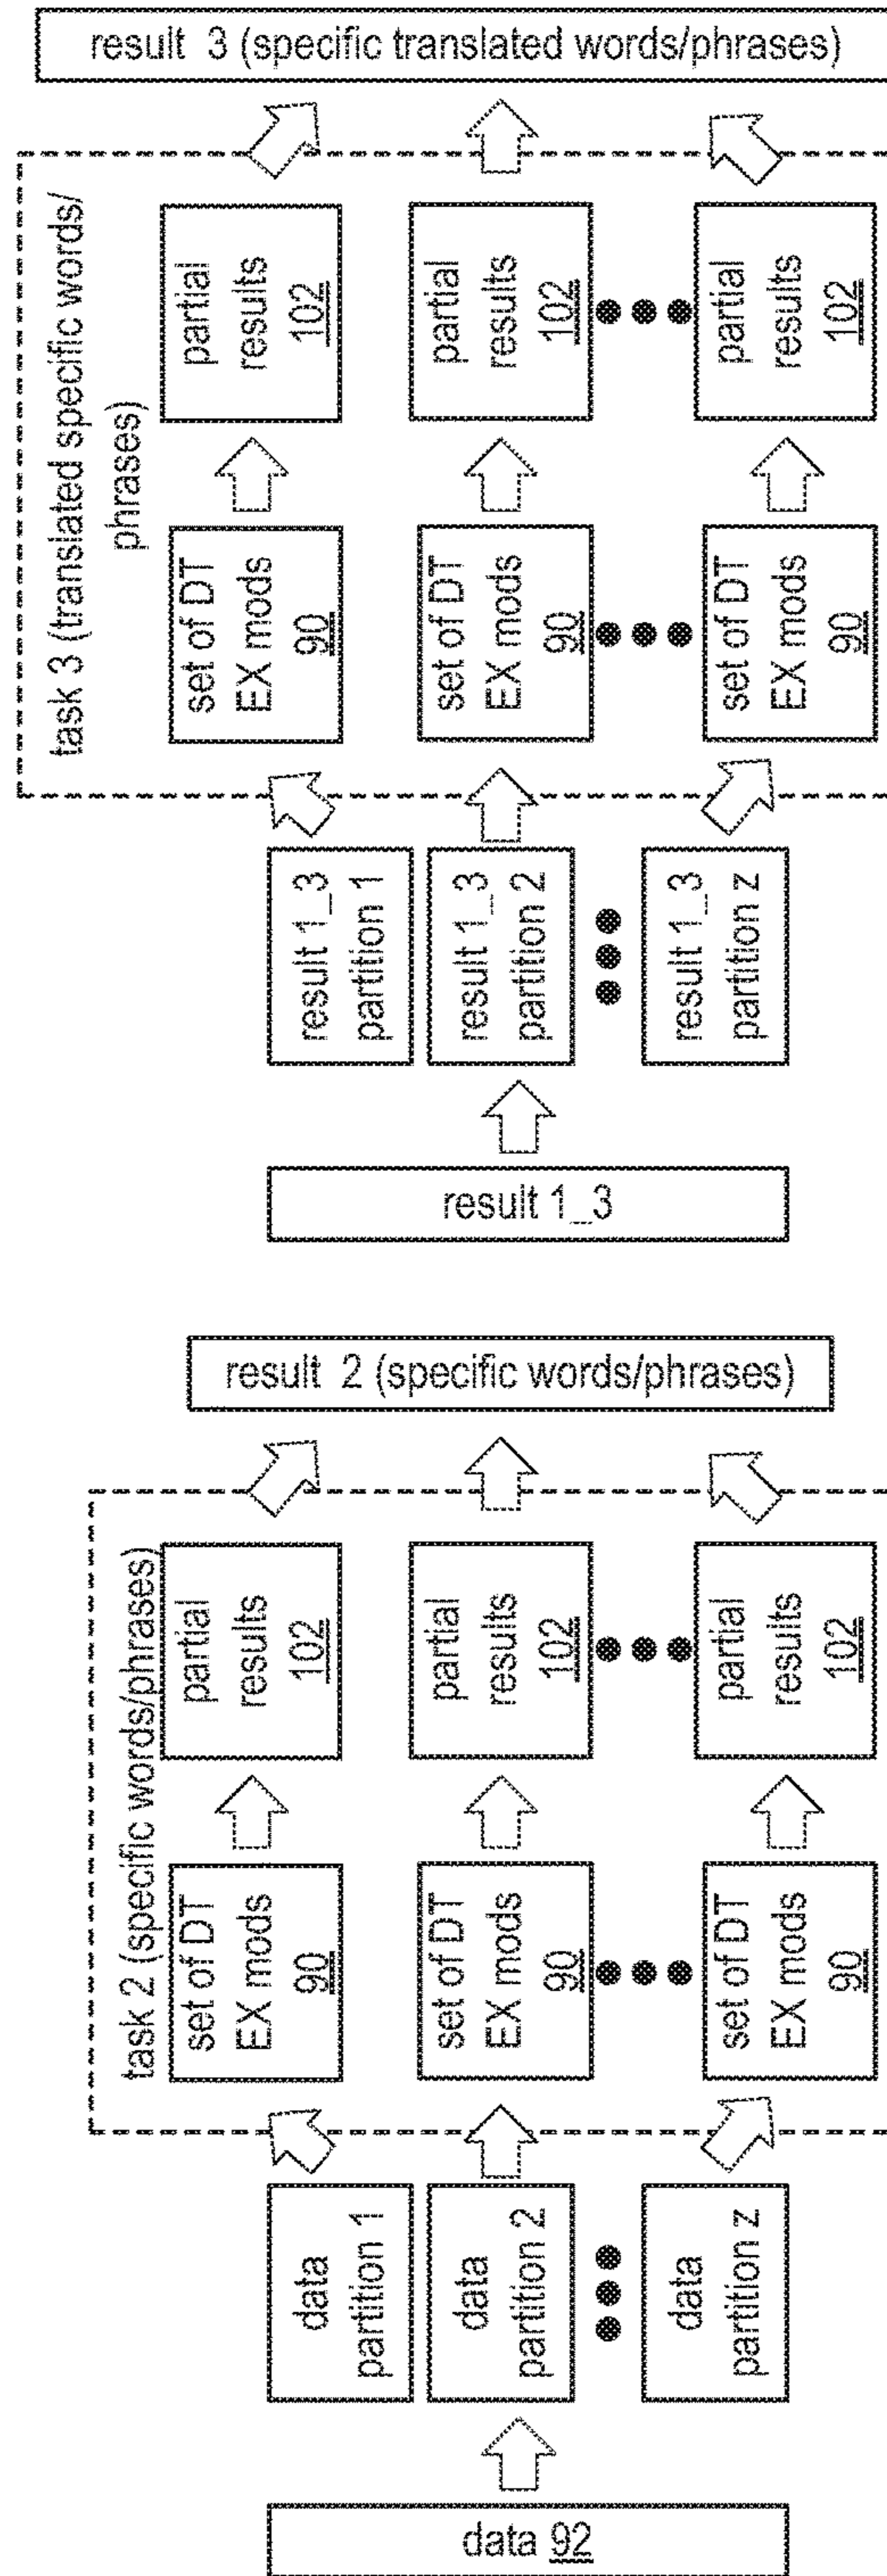 data 92
data
partition 1
data
partition 2
data
partition z
task 2 (specific words/phrases)
set of DT
EX mods
90
set of DT
EX mods
90
set of DT
EX mods
90
partial
results
102
partial
results
102
partial
results
102
result 2 (specific words/phrases)
result 1_3
result 1_3
partition 1
result 1_3
partition 2
result 1_3
partition z
task 3 (translated specific words/
phrases)
set of DT
EX mods
90
set of DT
EX mods
90
set of DT
EX mods
90
partial
results
102
partial
results
102
partial
results
102
result 3 (specific translated words/phrases)